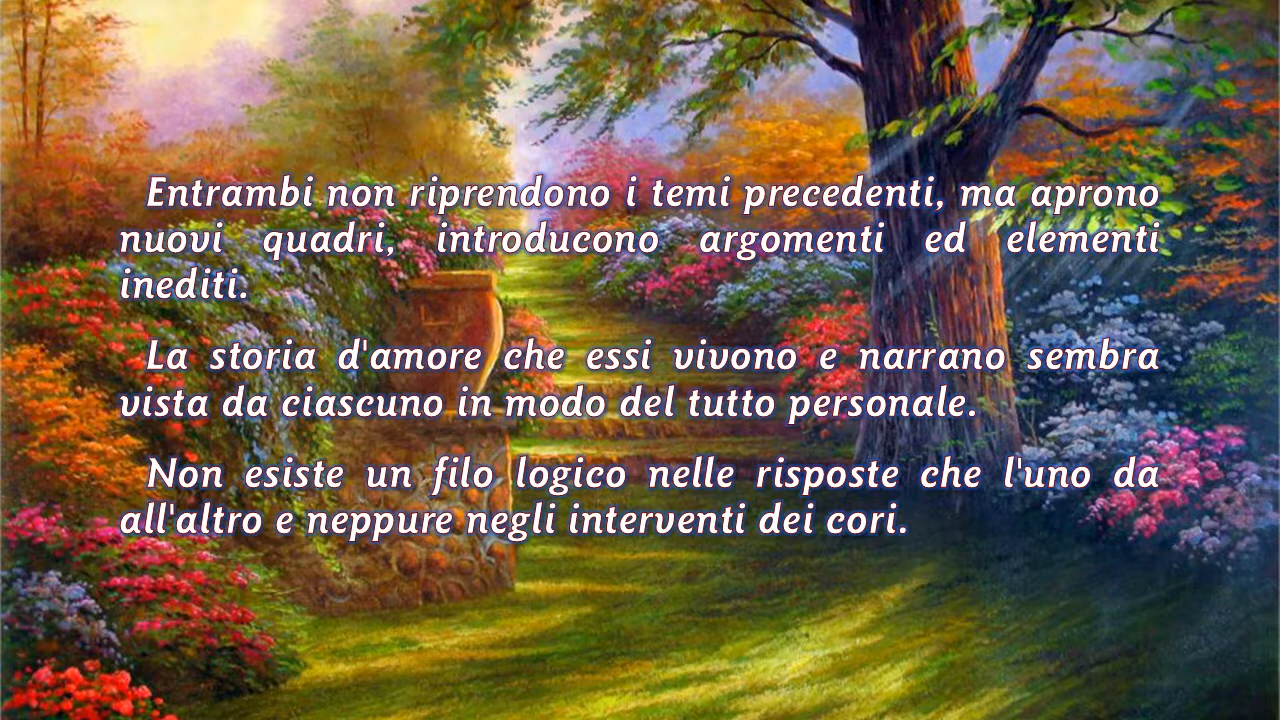 Entrambi non riprendono i temi precedenti, ma aprono
nuovi quadri, introducono argomenti ed elementi
inediti.
La storia d'amore che essi vivono e narrano sembra
vista da ciascuno in modo del tutto personale.
Non esiste un filo logico nelle risposte che l'uno da
all'altro e neppure negli interventi dei cori.